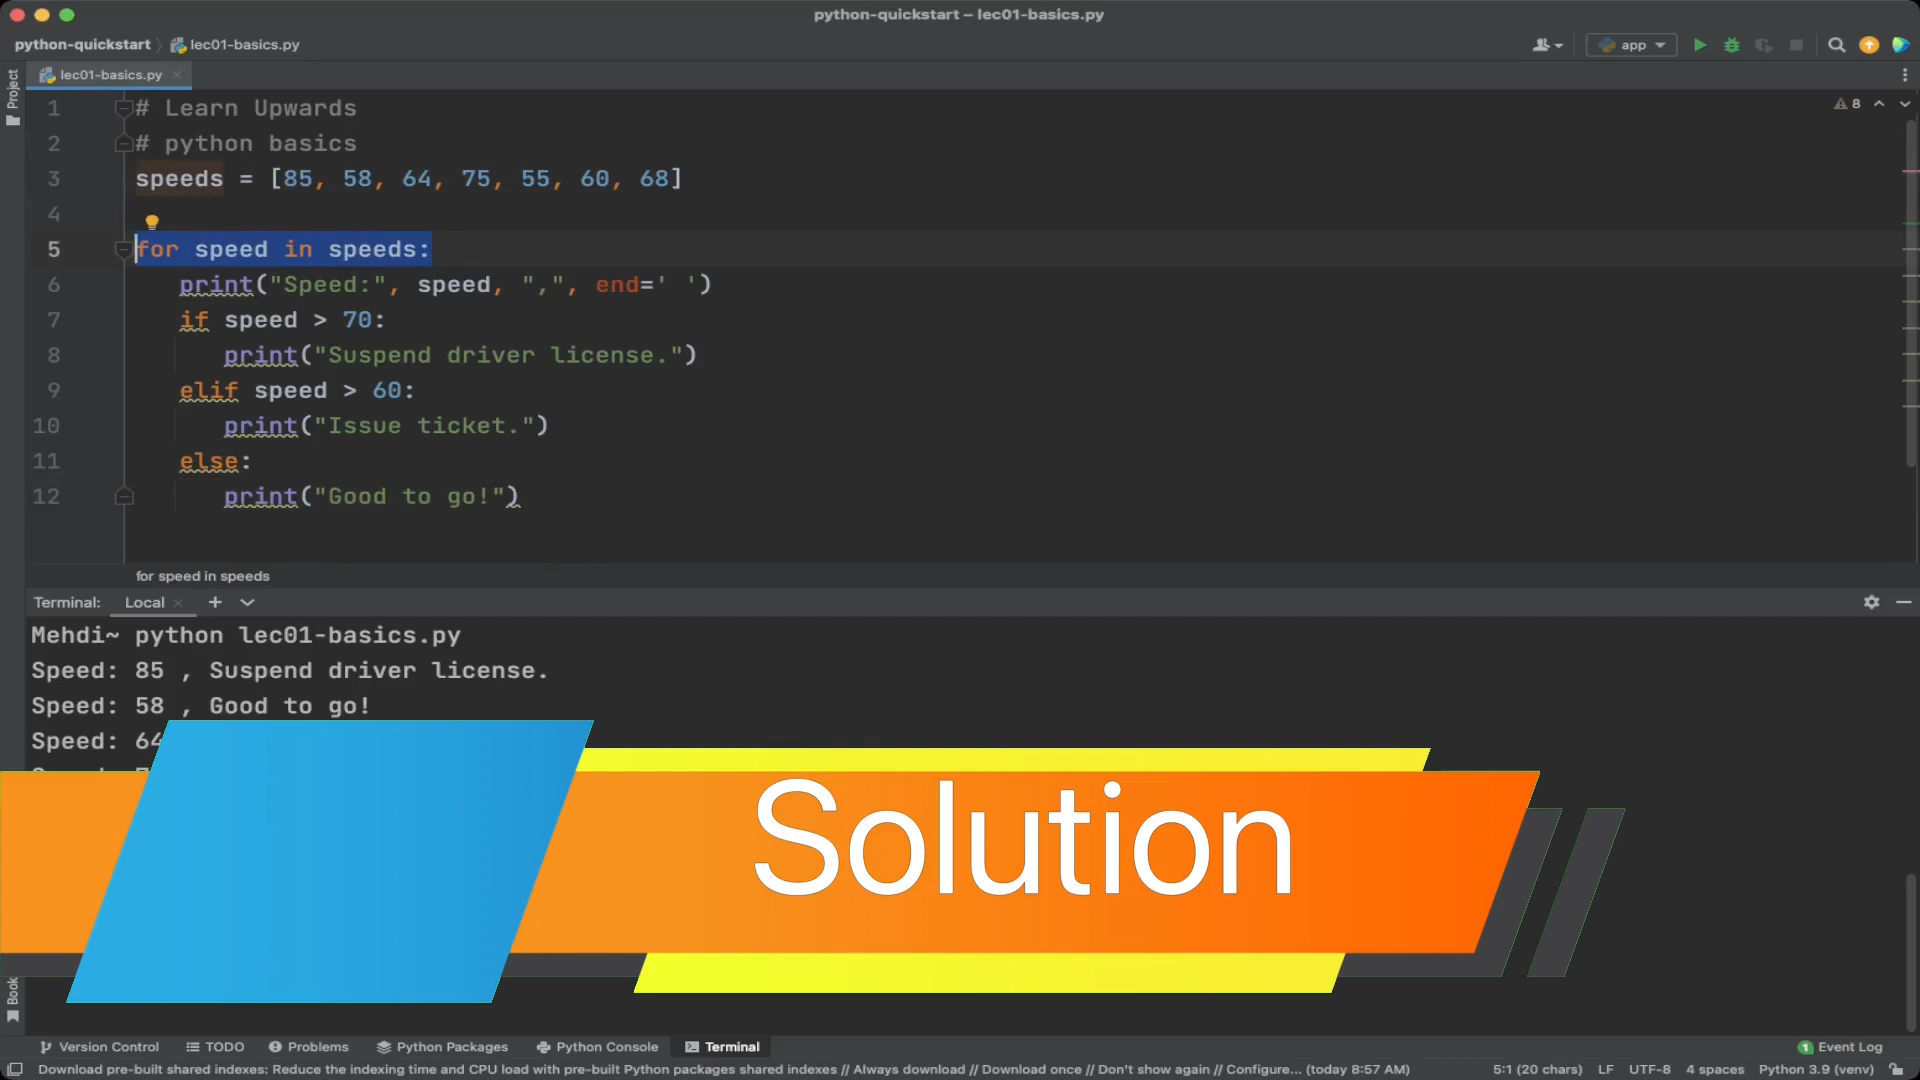 python-quickstart – lec01-basics.py
python-quickstart lec01-basics.py
app
Project
lec01-basics.py
8
1 # Learn Upwards
2 # python basics
3 speeds = [85, 58, 64, 75, 55, 60, 68]
4
5 for speed in speeds:
6 print("Speed:", speed, ",", end=' ')
7 if speed > 70:
8 print("Suspend driver license.")
9 elif speed > 60:
10 print("Issue ticket.")
11 else:
12 print("Good to go!")
for speed in speeds
Terminal: Local
Mehdi~ python lec01-basics.py
Speed: 85 , Suspend driver license.
Speed: 58 , Good to go!
Speed: 64
Solution
Book
Version Control TODO Problems Python Packages Python Console Terminal 1 Event Log
Download pre-built shared indexes: Reduce the indexing time and CPU load with pre-built Python packages shared indexes // Always download // Download once // Don't show again // Configure... (today 8:57 AM) 5:1 (20 chars) LF UTF-8 4 spaces Python 3.9 (venv)